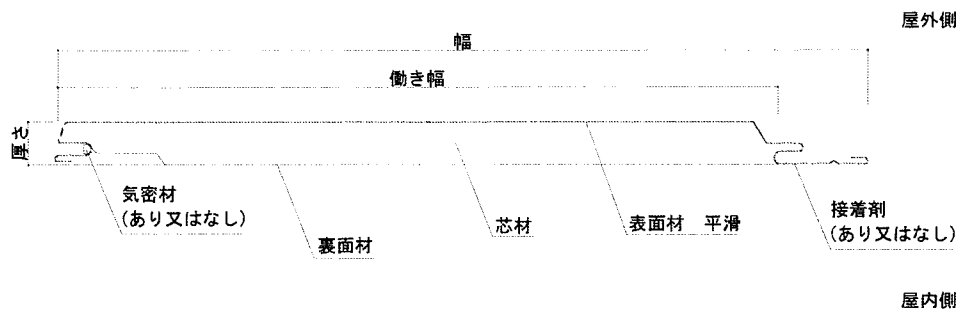 屋外側
幅
働き幅
厚さ
気密材
(あり又はなし)
裏面材
芯材
表面材 平滑
接着剤
(あり又はなし)
屋内側